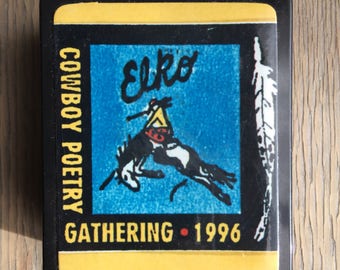 Elko
COWBOY POETRY
GATHERING • 1996